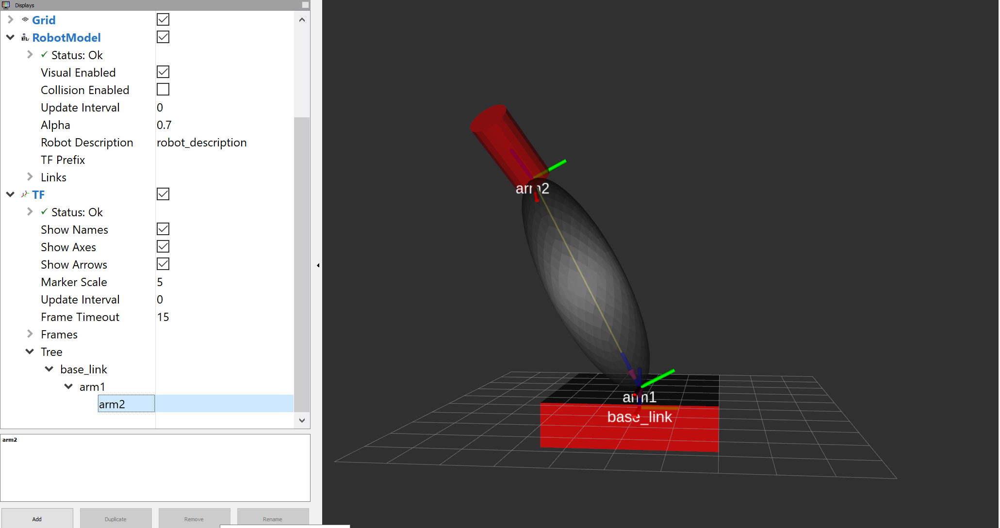 Displays
Grid
RobotModel
Status: Ok
Visual Enabled
Collision Enabled
Update Interval 0
Alpha 0.7
Robot Description robot_description
TF Prefix
Links
TF
Status: Ok
Show Names
Show Axes
Show Arrows
Marker Scale 5
Update Interval 0
Frame Timeout 15
Frames
Tree
base_link
arm1
arm2
arm2
Add Duplicate Remove Rename
arm2
arm1
base_link